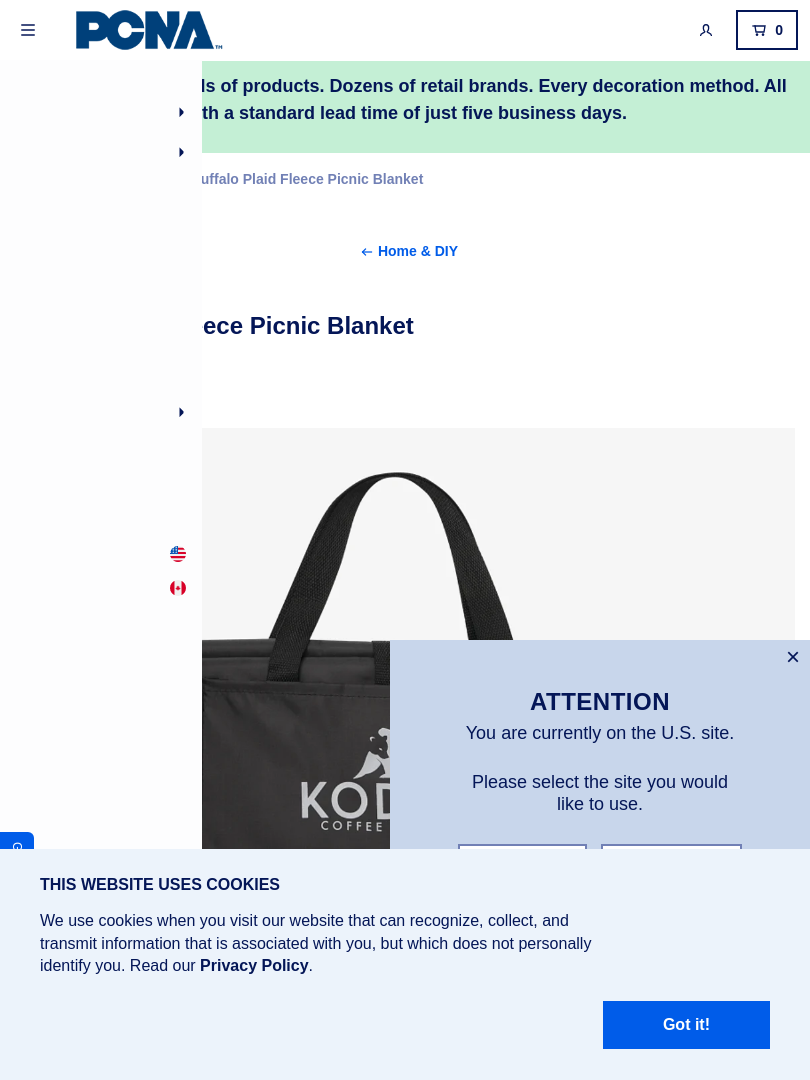 PCNA™
0
ls of products. Dozens of retail brands. Every decoration method. All
th a standard lead time of just five business days.
uffalo Plaid Fleece Picnic Blanket
← Home & DIY
eece Picnic Blanket
KOD
COFFEE
ATTENTION
You are currently on the U.S. site.
Please select the site you would
like to use.
THIS WEBSITE USES COOKIES
We use cookies when you visit our website that can recognize, collect, and
transmit information that is associated with you, but which does not personally
identify you. Read our Privacy Policy.
Got it!